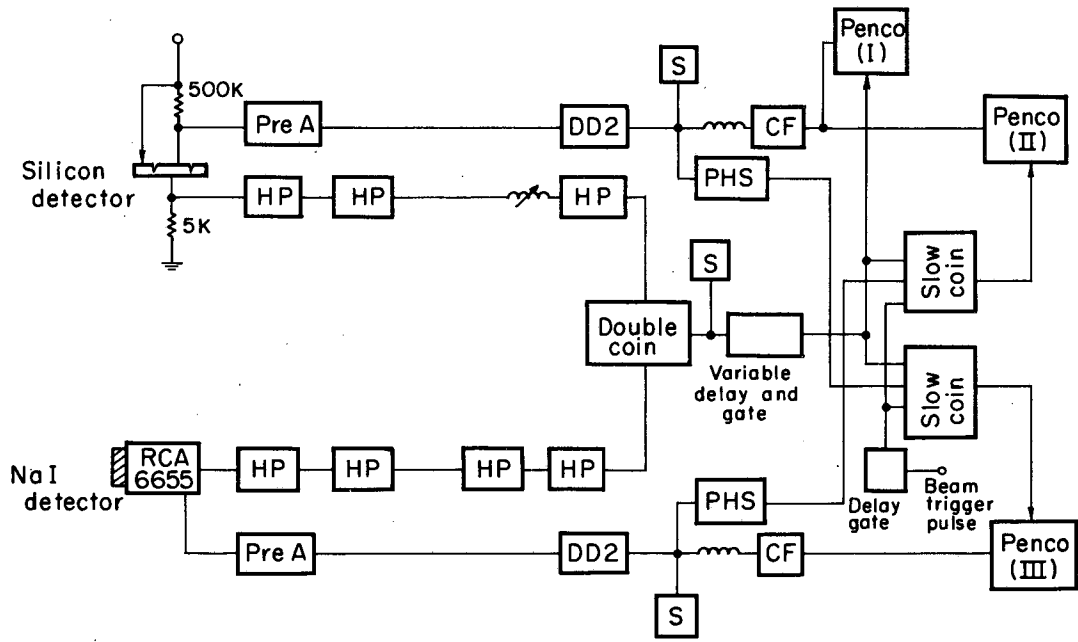 Penco
(I)
S
500K
Pre A
DD2
CF
Penco
(II)
Silicon
detector
HP
HP
HP
PHS
5K
S
Slow
coin
Double
coin
Variable
delay and
gate
Slow
coin
RCA
6655
HP
HP
HP
HP
NaI
detector
PHS
Delay
gate
Beam
trigger
pulse
Pre A
DD2
CF
Penco
(III)
S